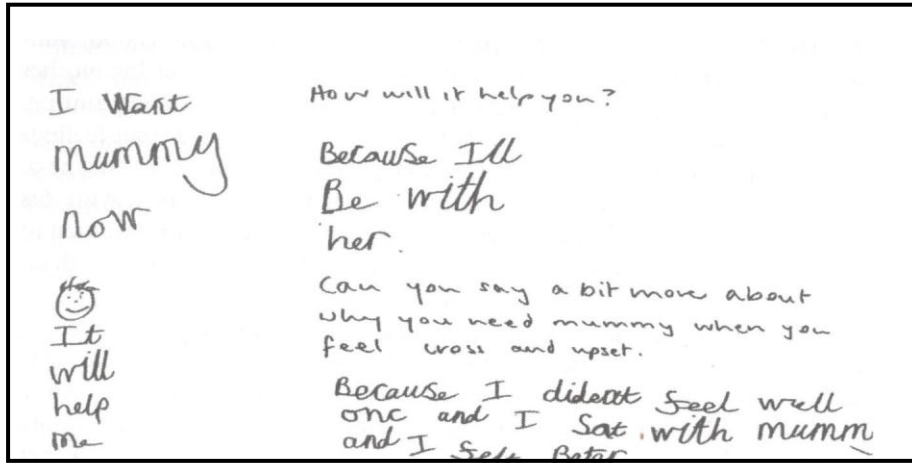 I Want
mummy
now
It
will
help
me
How will it help you?
Because Ill
Be with
her.
Can you say a bit more about
why you need mummy when you
feel cross and upset.
Because I dident feel well
onc and I Sat with mumm
and I felt Beter